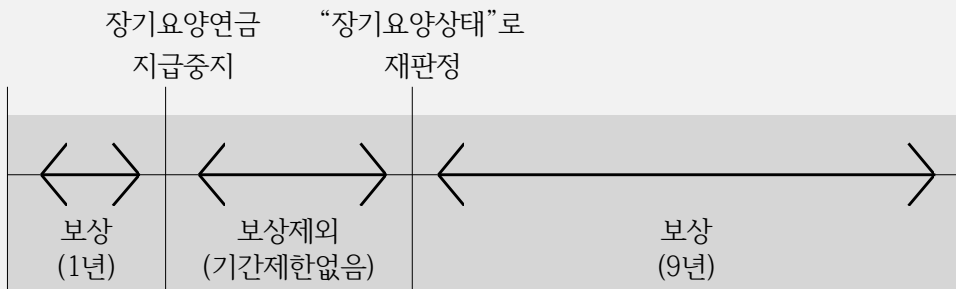 장기요양연금
지급중지
“장기요양상태”로
재판정
보상
(1년)
보상제외
(기간제한없음)
보상
(9년)